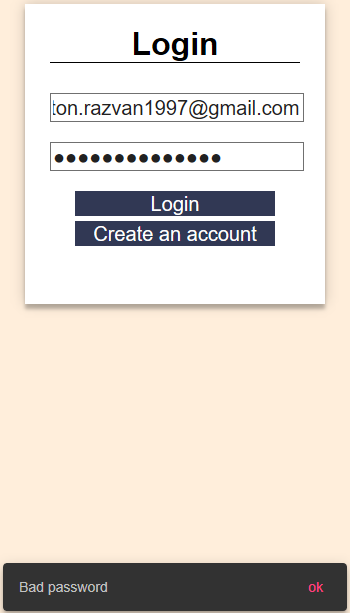 Login
ton.razvan1997@gmail.com
●●●●●●●●●●●●●●
Login
Create an account
Bad password
ok